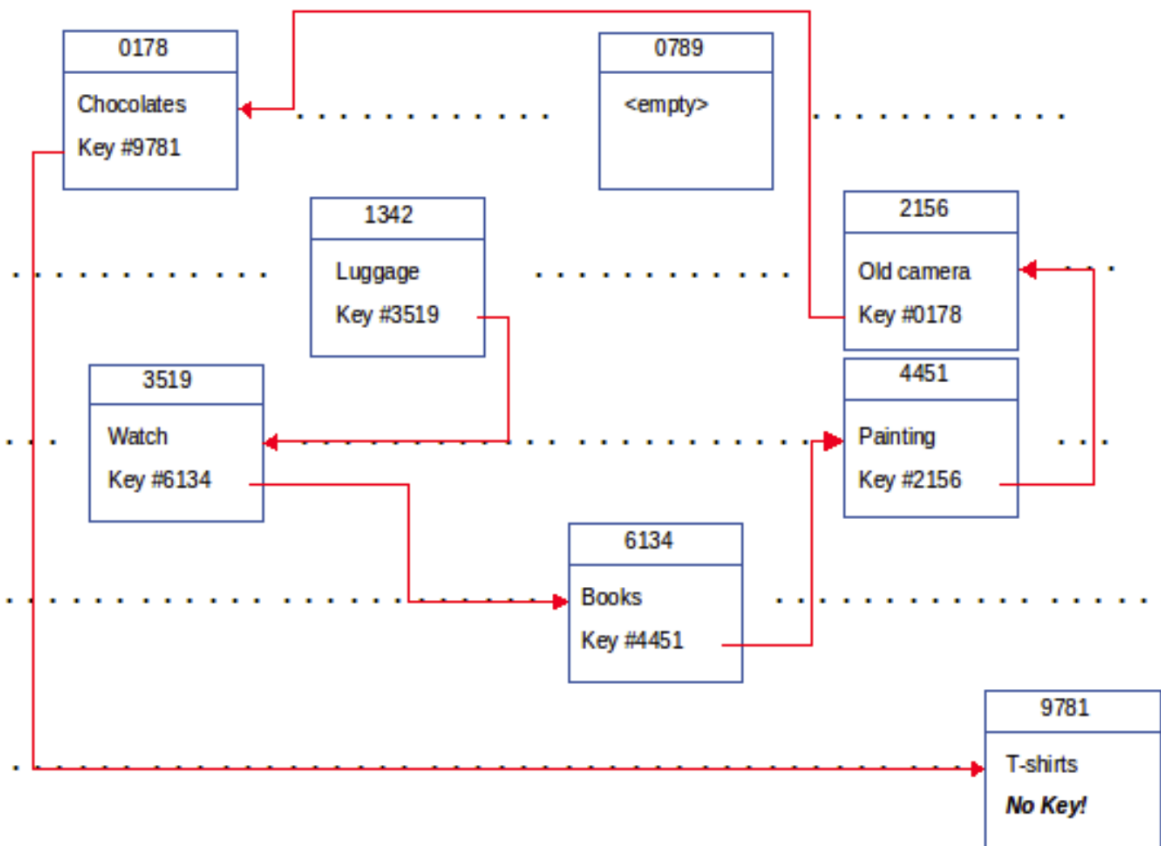 0178
Chocolates
Key #9781
0789
<empty>
1342
Luggage
Key #3519
2156
Old camera
Key #0178
3519
Watch
Key #6134
4451
Painting
Key #2156
6134
Books
Key #4451
9781
T-shirts
No Key!